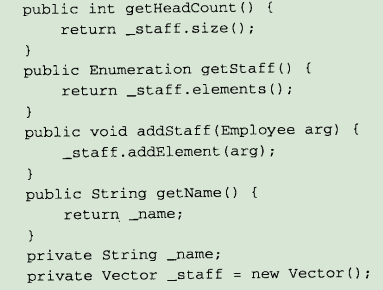 public int getHeadCount() {
return _staff.size();
}
public Enumeration getStaff() {
return _staff.elements();
}
public void addStaff(Employee arg) {
_staff.addElement(arg);
}
public String getName() {
return _name;
}
private String _name;
private Vector _staff = new Vector();